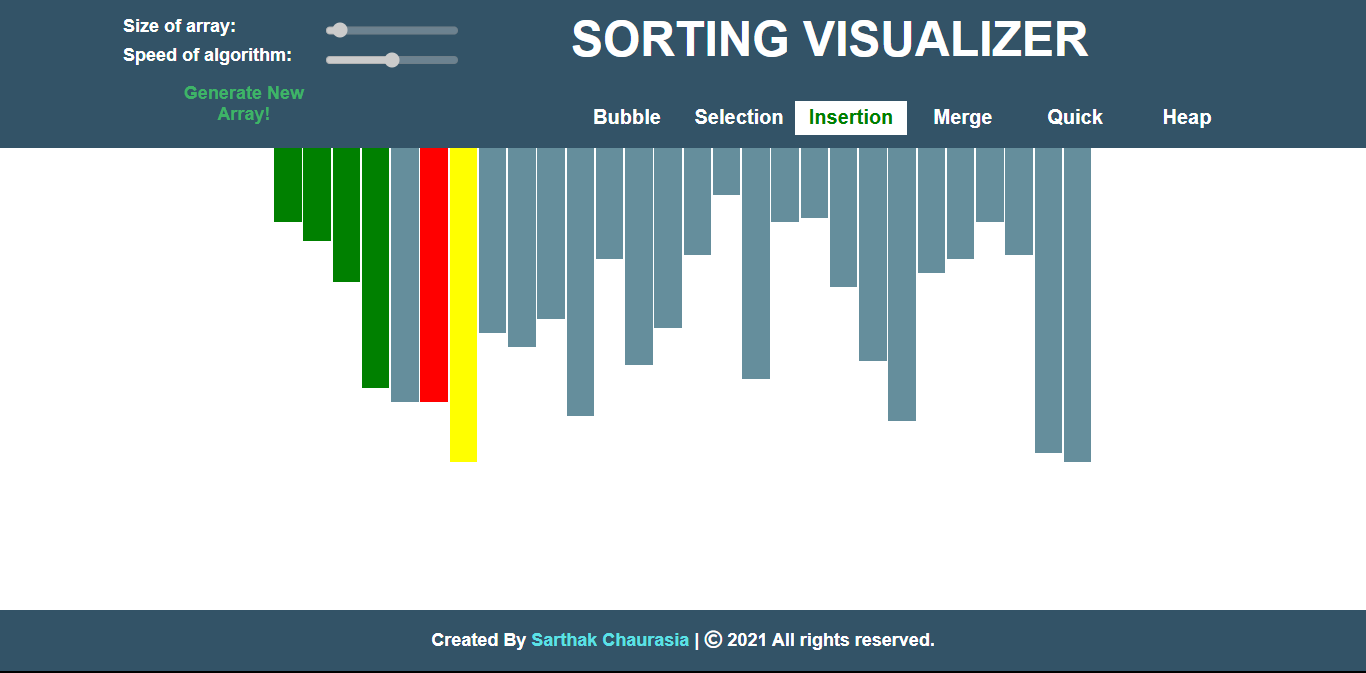 Size of array:
Speed of algorithm:
Generate New
Array!
SORTING VISUALIZER
Bubble Selection Insertion Merge Quick Heap
Created By Sarthak Chaurasia | © 2021 All rights reserved.